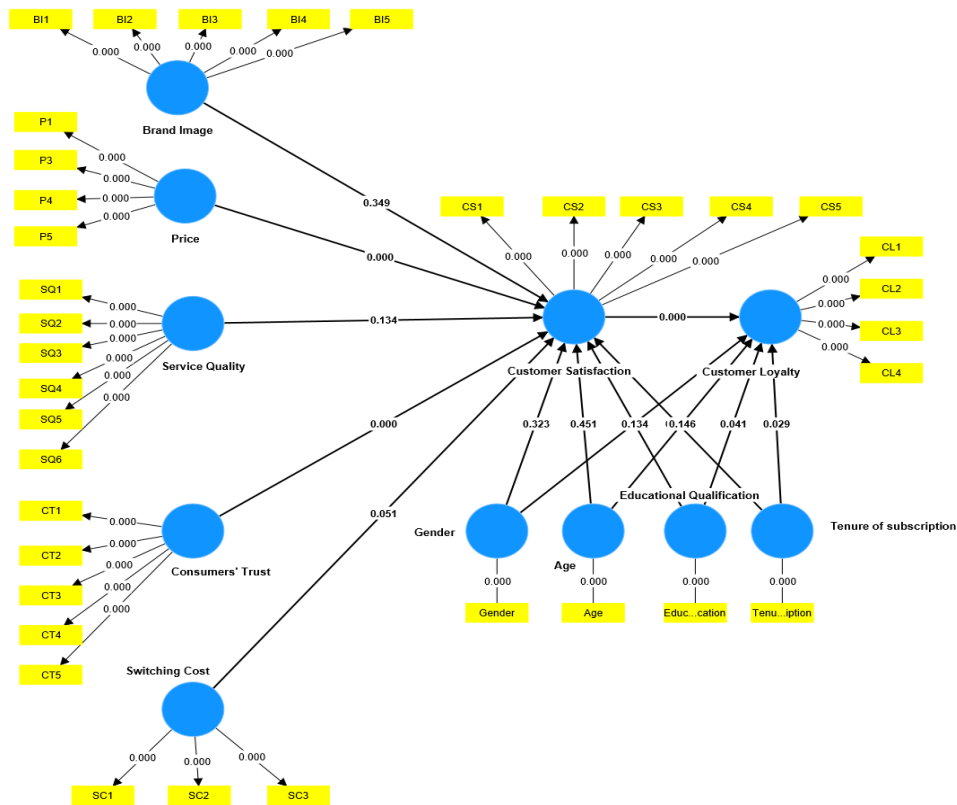 BI1 BI2 BI3 BI4 BI5
0.000 0.000 0.000 0.000 0.000
Brand Image
P1
P3
P4
P5
0.000
0.000
0.000
0.000
Price
0.349
0.000
SQ1
SQ2
SQ3
SQ4
SQ5
SQ6
0.000
0.000
0.000
0.000
0.000
0.000
Service Quality
0.134
CS1 CS2 CS3 CS4 CS5
0.000 0.000 0.000 0.000 0.000
Customer Satisfaction
0.000
CL1
CL2
CL3
CL4
0.000
0.000
0.000
0.000
Customer Loyalty
CT1
CT2
CT3
CT4
CT5
0.000
0.000
0.000
0.000
0.000
Consumers' Trust
0.000
0.323 0.451 0.134 0.146 0.041 0.029
Educational Qualification
Gender
Age
Tenure of subscription
0.000 0.000 0.000 0.000
Gender Age Educ...cation Tenu...iption
0.051
Switching Cost
0.000 0.000 0.000
SC1 SC2 SC3